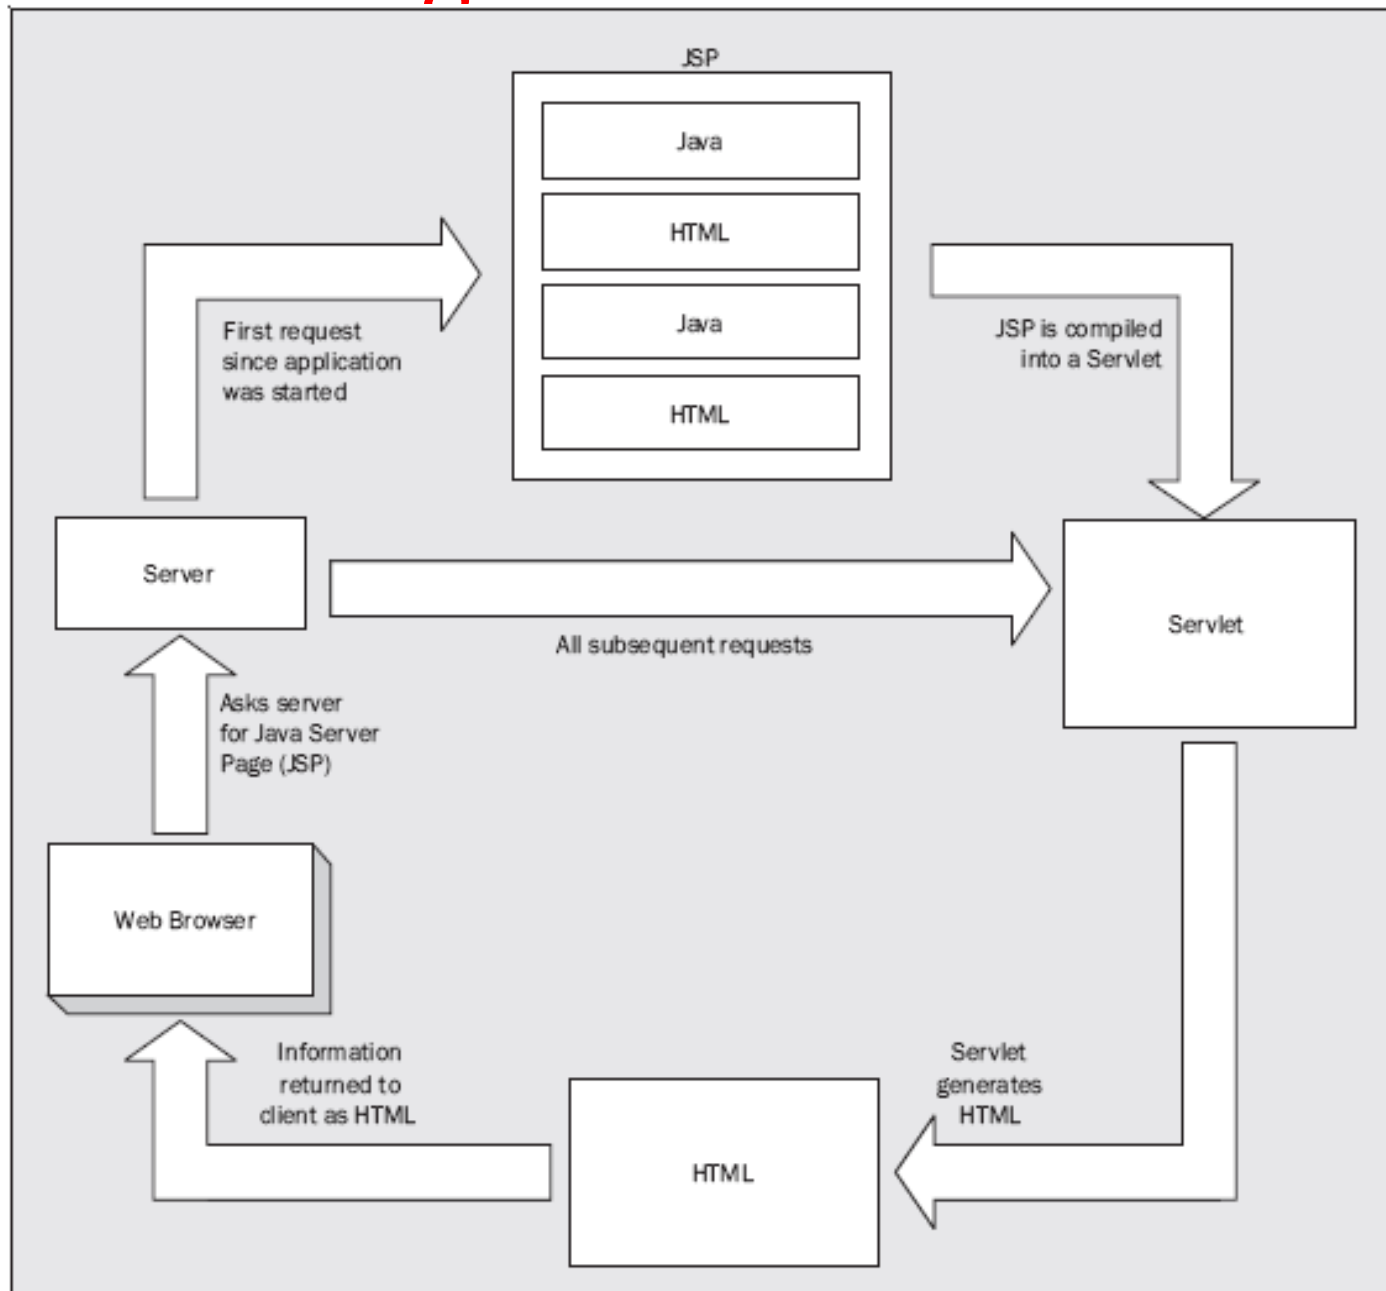 JSP
Java
HTML
Java
HTML
First request
since application
was started
JSP is compiled
into a Servlet
Server
All subsequent requests
Servlet
Asks server
for Java Server
Page (JSP)
Web Browser
Information
returned to
client as HTML
Servlet
generates
HTML
HTML